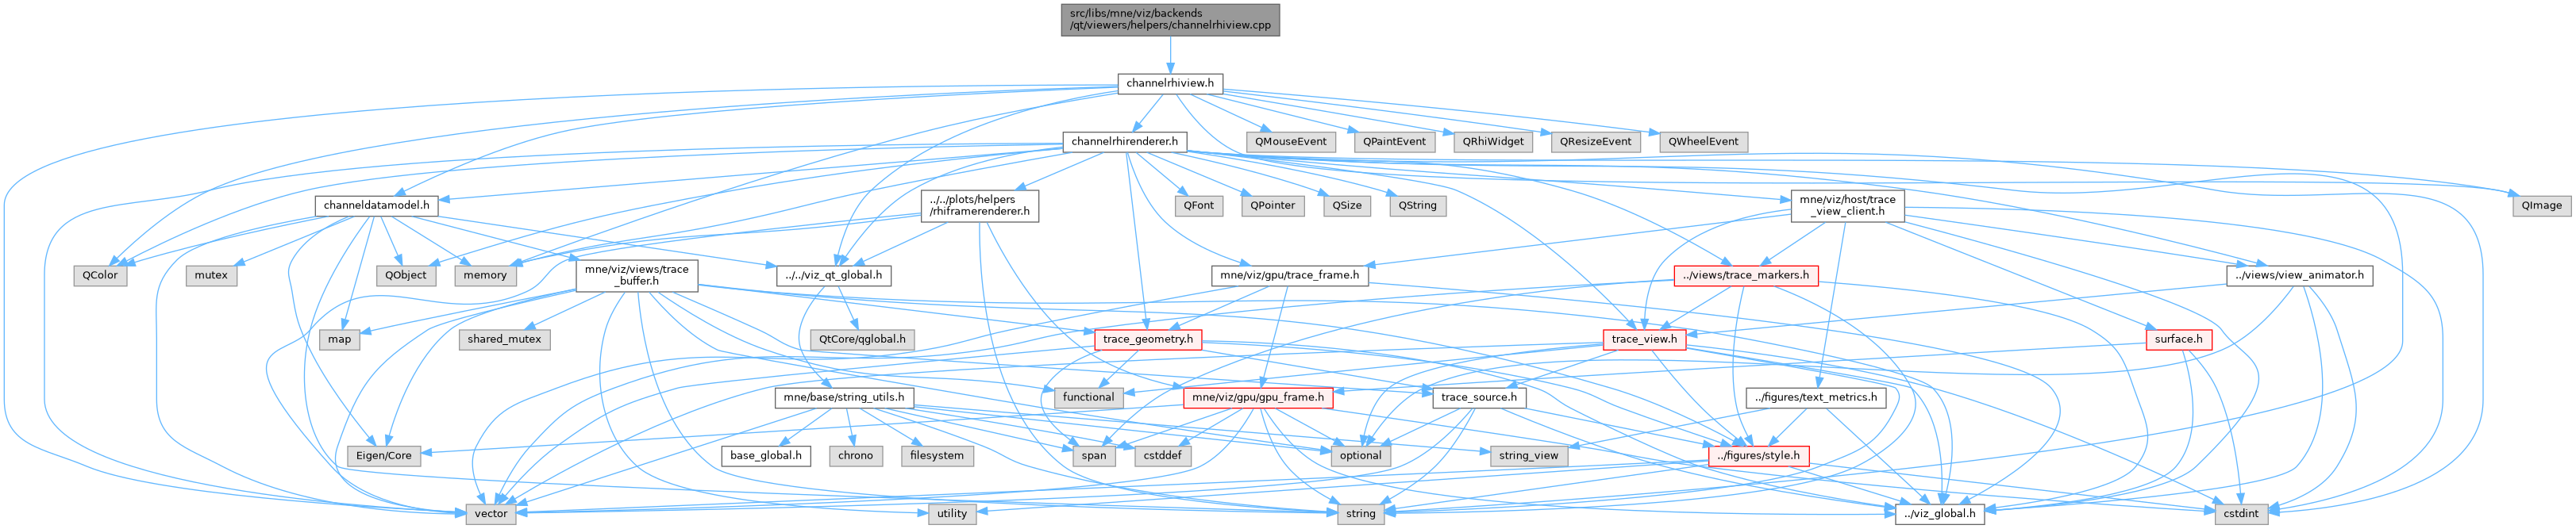 src/libs/mne/viz/backends
/qt/viewers/helpers/channelrhiview.cpp
channelrhiview.h
channelrhirenderer.h
QMouseEvent
QPaintEvent
QRhiWidget
QResizeEvent
QWheelEvent
channeldatamodel.h
../../plots/helpers
/rhiframerenderer.h
QFont
QPointer
QSize
QString
mne/viz/host/trace
_view_client.h
QImage
QColor
mutex
QObject
memory
mne/viz/views/trace
_buffer.h
../../viz_qt_global.h
mne/viz/gpu/trace_frame.h
../views/trace_markers.h
../views/view_animator.h
map
shared_mutex
QtCore/qglobal.h
trace_geometry.h
trace_view.h
surface.h
mne/base/string_utils.h
functional
mne/viz/gpu/gpu_frame.h
trace_source.h
../figures/text_metrics.h
Eigen/Core
base_global.h
chrono
filesystem
span
cstddef
optional
string_view
../figures/style.h
vector
utility
string
../viz_global.h
cstdint